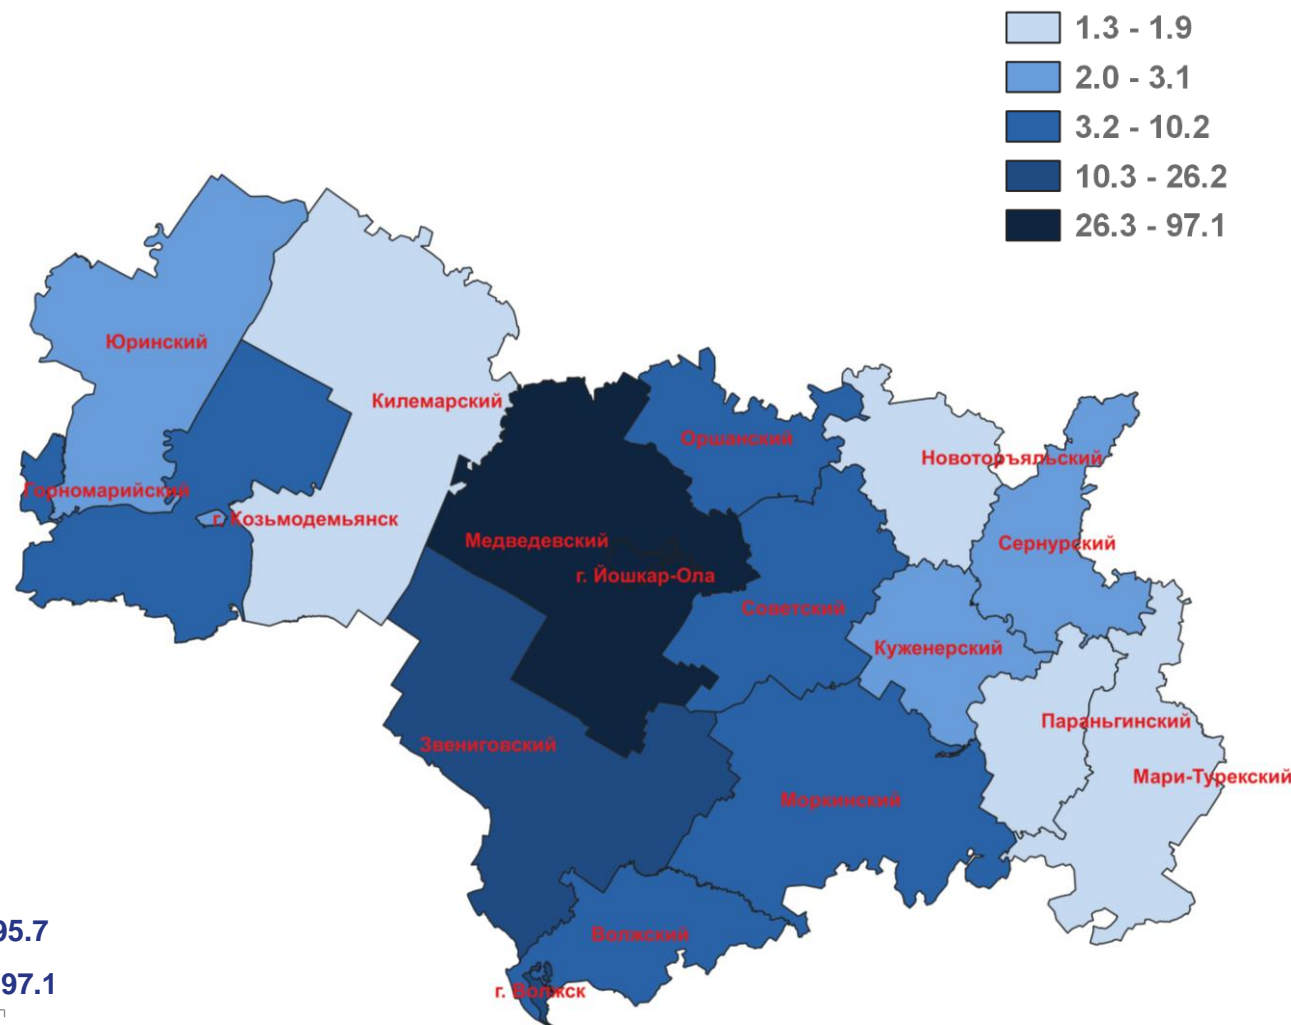 1.3 - 1.9
2.0 - 3.1
3.2 - 10.2
10.3 - 26.2
26.3 - 97.1
Юринский
Килемарский
Оршанский
Новоторъяльский
Горномарийский
г. Козьмодемьянск
Медведевский
Сернурский
г. Йошкар-Ола
Советский
Куженерский
Параньгинский
Звениговский
Мари-Турекский
Моркинский
95.7
Волжский
97.1
г. Волжск